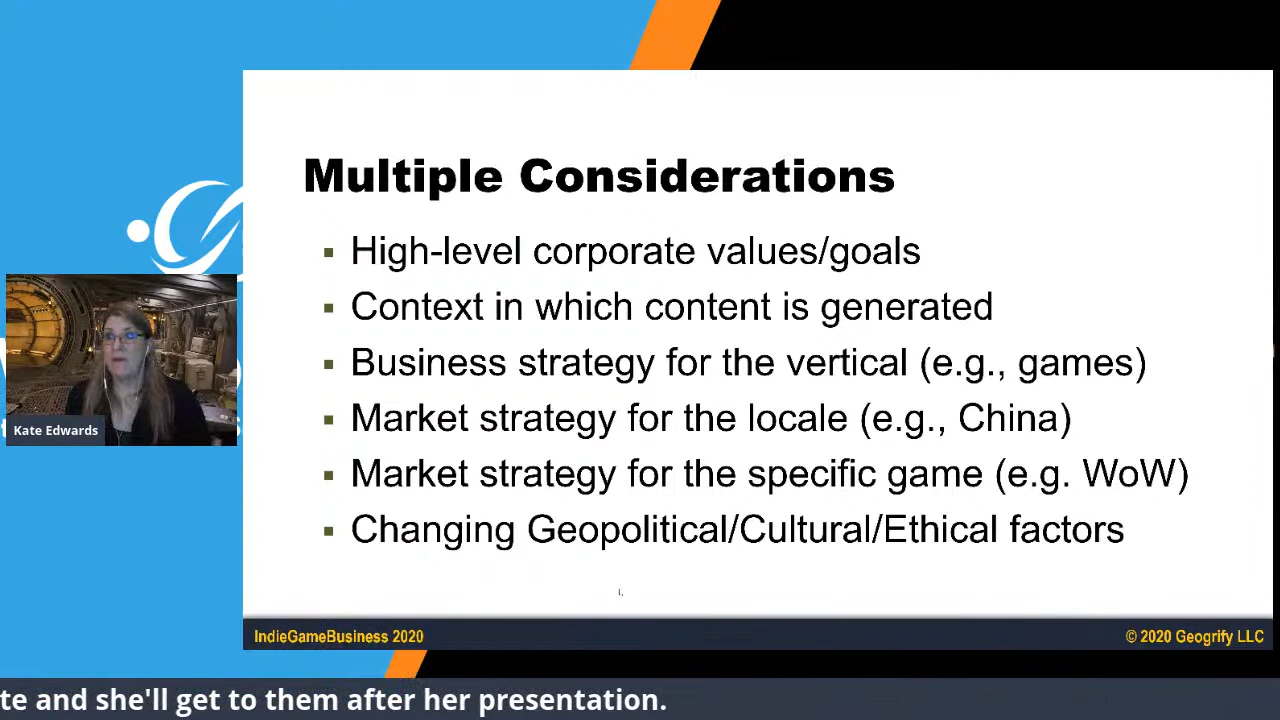 Multiple Considerations
▪ High-level corporate values/goals
▪ Context in which content is generated
▪ Business strategy for the vertical (e.g., games)
▪ Market strategy for the locale (e.g., China)
▪ Market strategy for the specific game (e.g. WoW)
▪ Changing Geopolitical/Cultural/Ethical factors
Kate Edwards
IndieGameBusiness 2020
© 2020 Geogrify LLC
te and she'll get to them after her presentation.